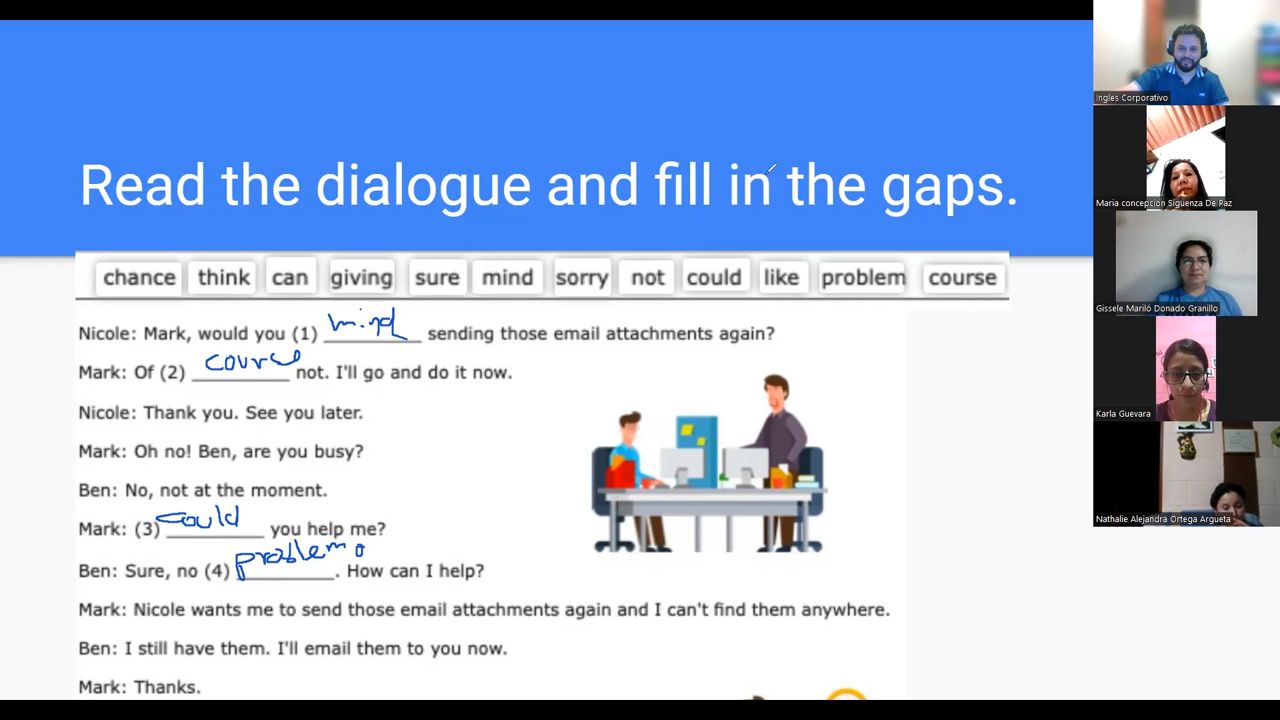 Read the dialogue and fill in the gaps.
chance think can giving sure mind sorry not could like problem course
Nicole: Mark, would you (1) mind sending those email attachments again?
Mark: Of (2) cource not. I'll go and do it now.
Nicole: Thank you. See you later.
Mark: Oh no! Ben, are you busy?
Ben: No, not at the moment.
Mark: (3) could you help me?
Ben: Sure, no (4) problemo. How can I help?
Mark: Nicole wants me to send those email attachments again and I can't find them anywhere.
Ben: I still have them. I'll email them to you now.
Mark: Thanks.
Ingles Corporativo
Maria concepción Sigüenza De Paz
Gissele Mariló Donado Granillo
Karla Guevara
Nathalie Alejandra Ortega Argueta